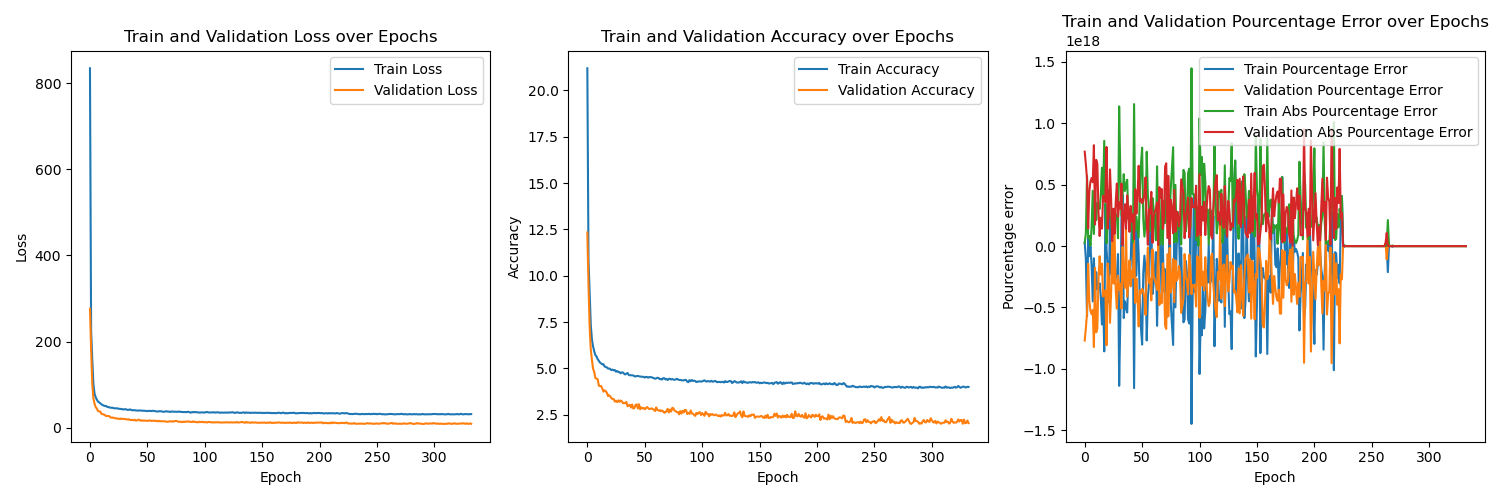 Train and Validation Loss over Epochs
Train Loss
Validation Loss
800
600
400
200
0
Loss
0 50 100 150 200 250 300
Epoch
Train and Validation Accuracy over Epochs
Train Accuracy
Validation Accuracy
20.0
17.5
15.0
12.5
10.0
7.5
5.0
2.5
Accuracy
0 50 100 150 200 250 300
Epoch
Train and Validation Pourcentage Error over Epochs
1e18
Train Pourcentage Error
Validation Pourcentage Error
Train Abs Pourcentage Error
Validation Abs Pourcentage Error
1.5
1.0
0.5
0.0
−0.5
−1.0
−1.5
Pourcentage error
0 50 100 150 200 250 300
Epoch